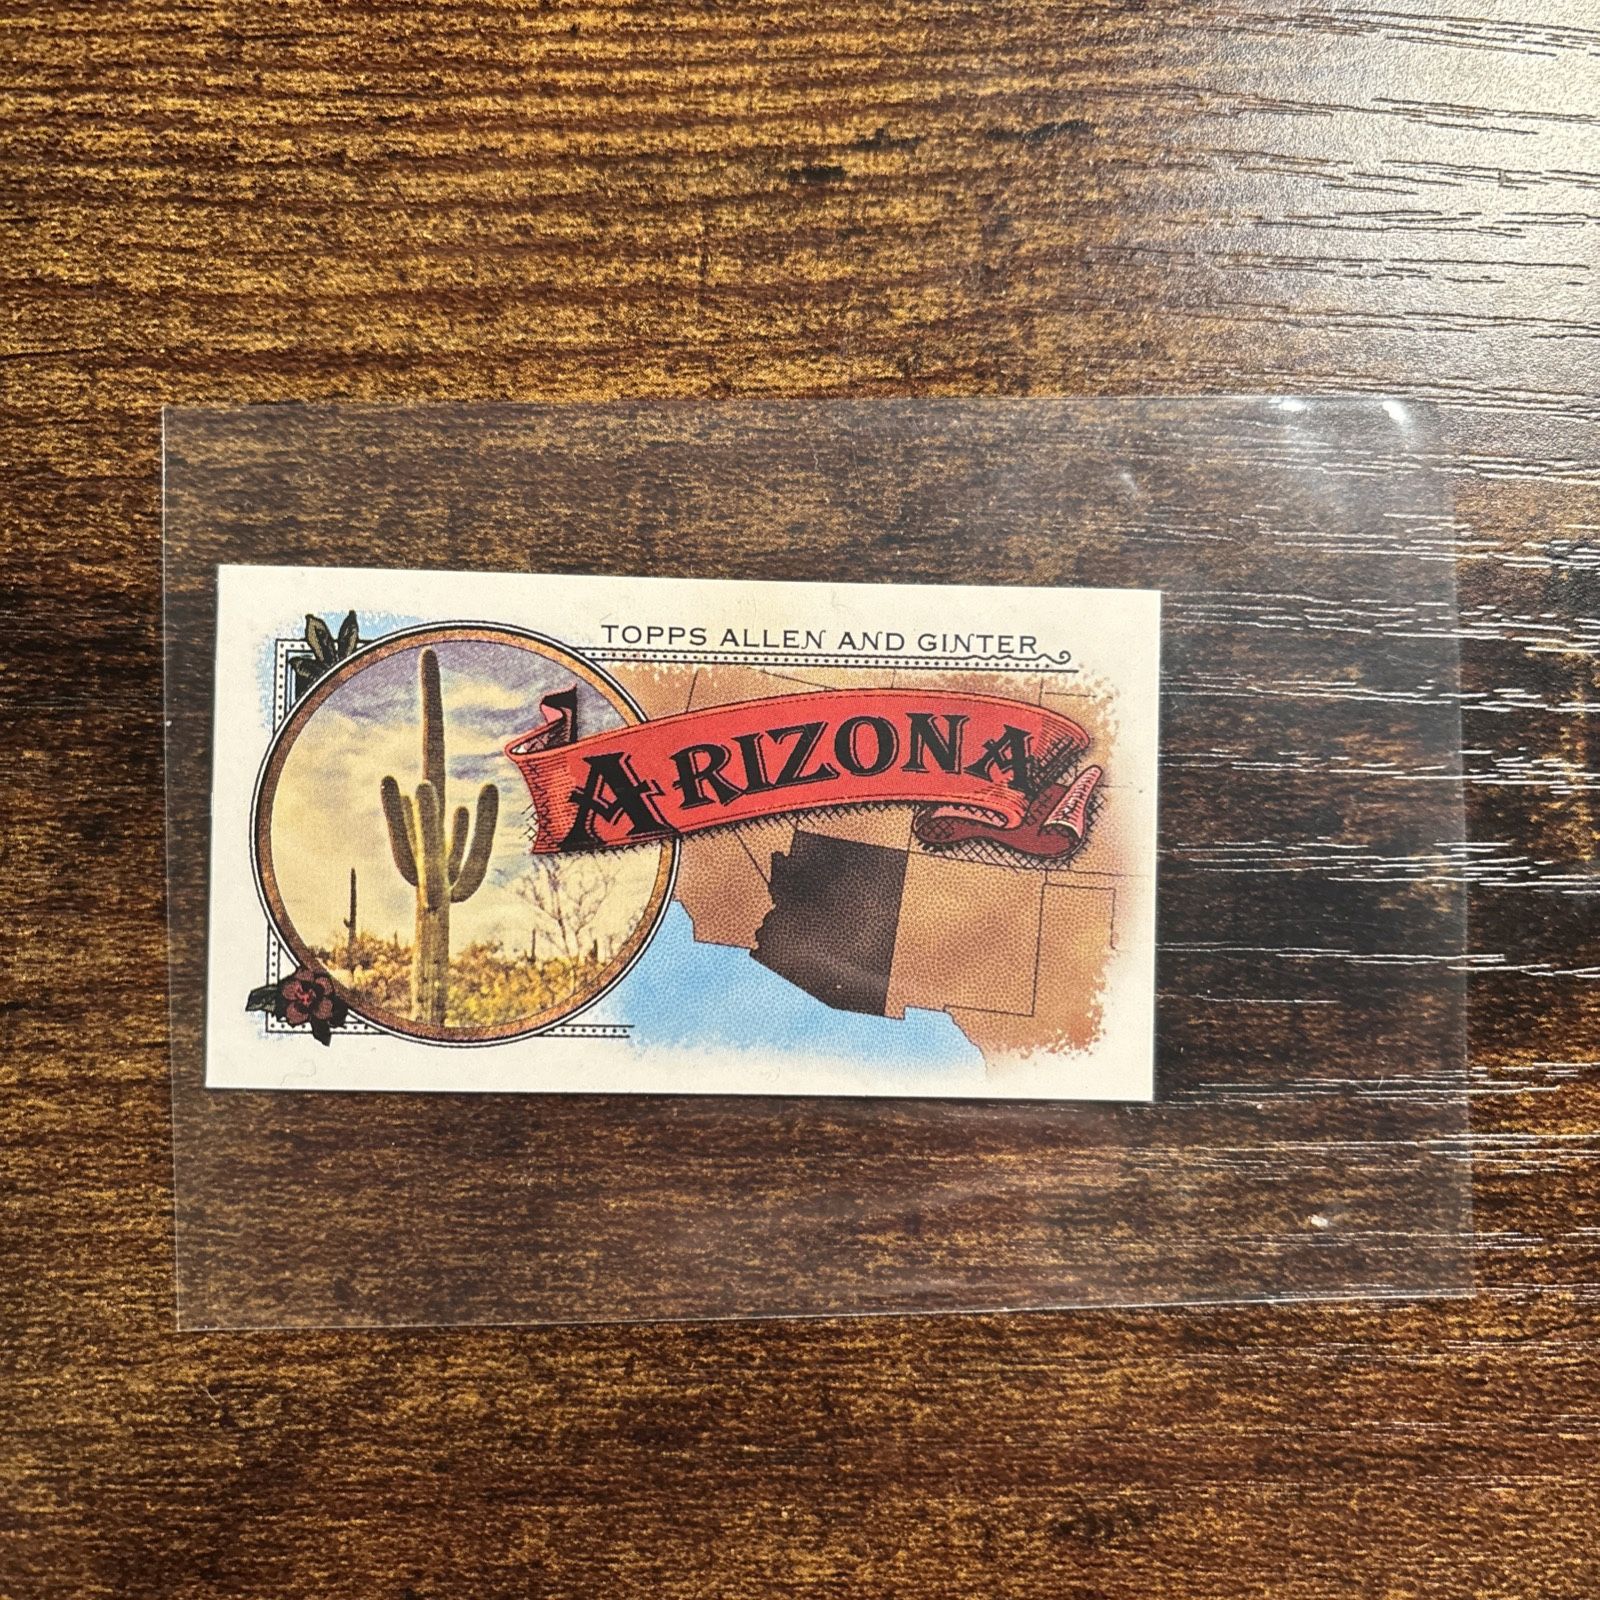 TOPPS ALLEN AND GINTER
ARIZONA